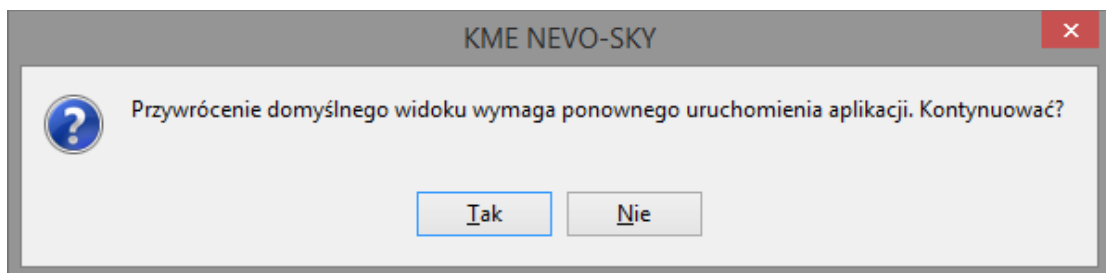 KME NEVO-SKY
Przywrócenie domyślnego widoku wymaga ponownego uruchomienia aplikacji. Kontynuować?
Tak
Nie